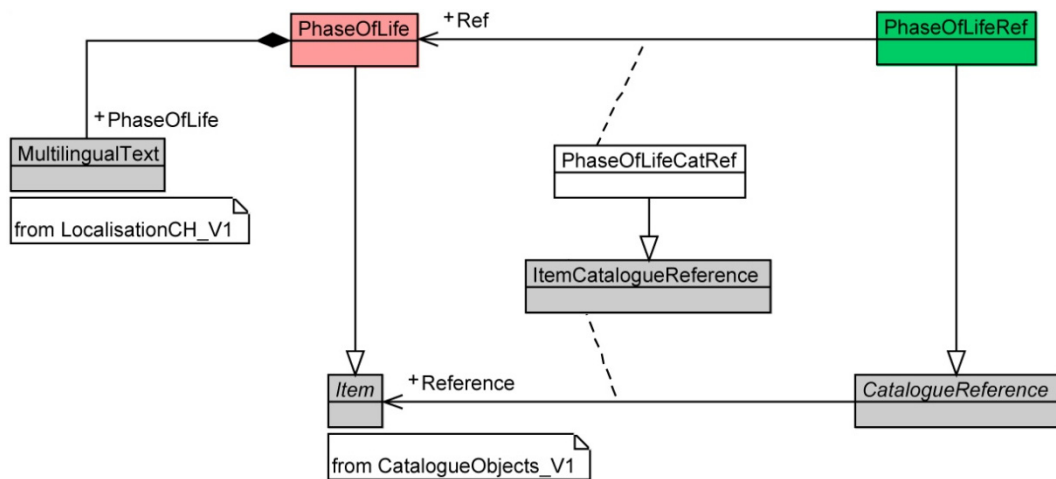 PhaseOfLife
+Ref
PhaseOfLifeRef
+PhaseOfLife
MultilingualText
from LocalisationCH_V1
PhaseOfLifeCatRef
ItemCatalogueReference
Item
+Reference
CatalogueReference
from CatalogueObjects_V1